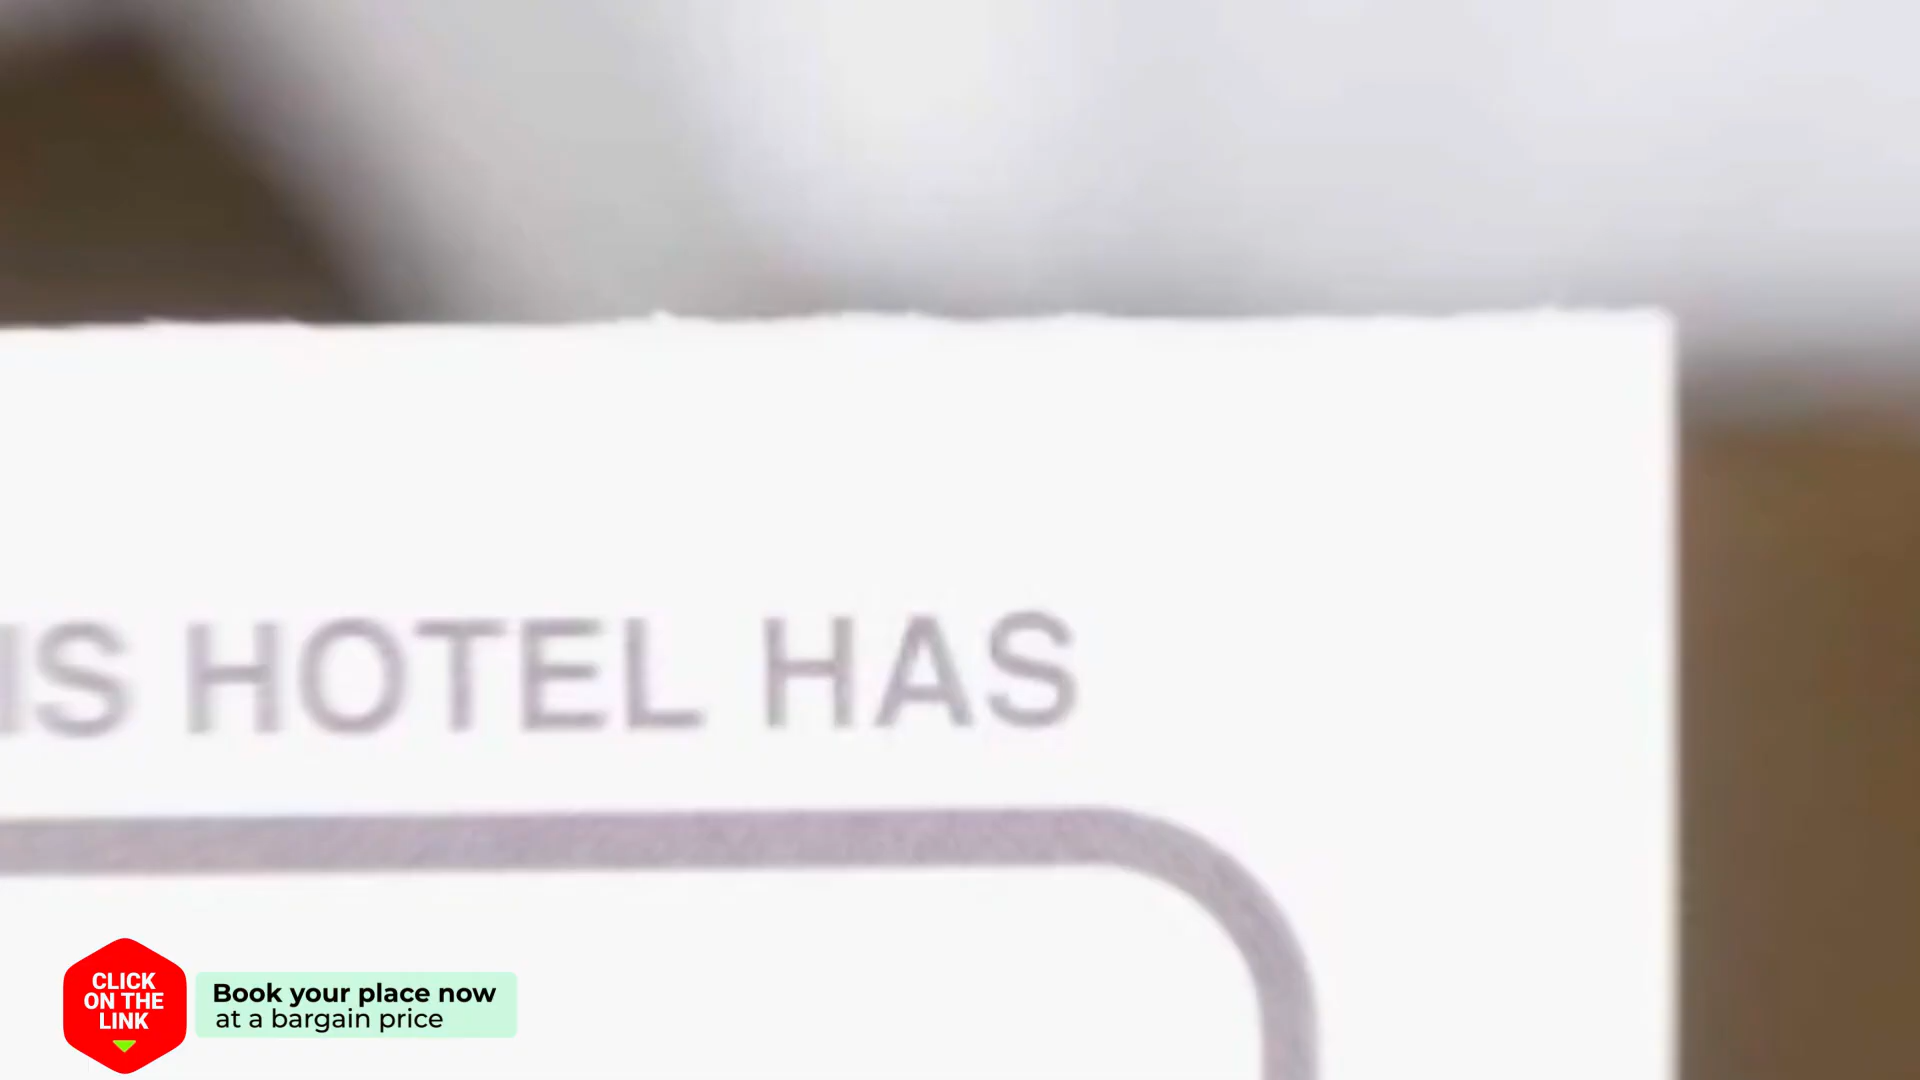 IS HOTEL HAS
CLICK
ON THE
LINK
Book your place now
at a bargain price